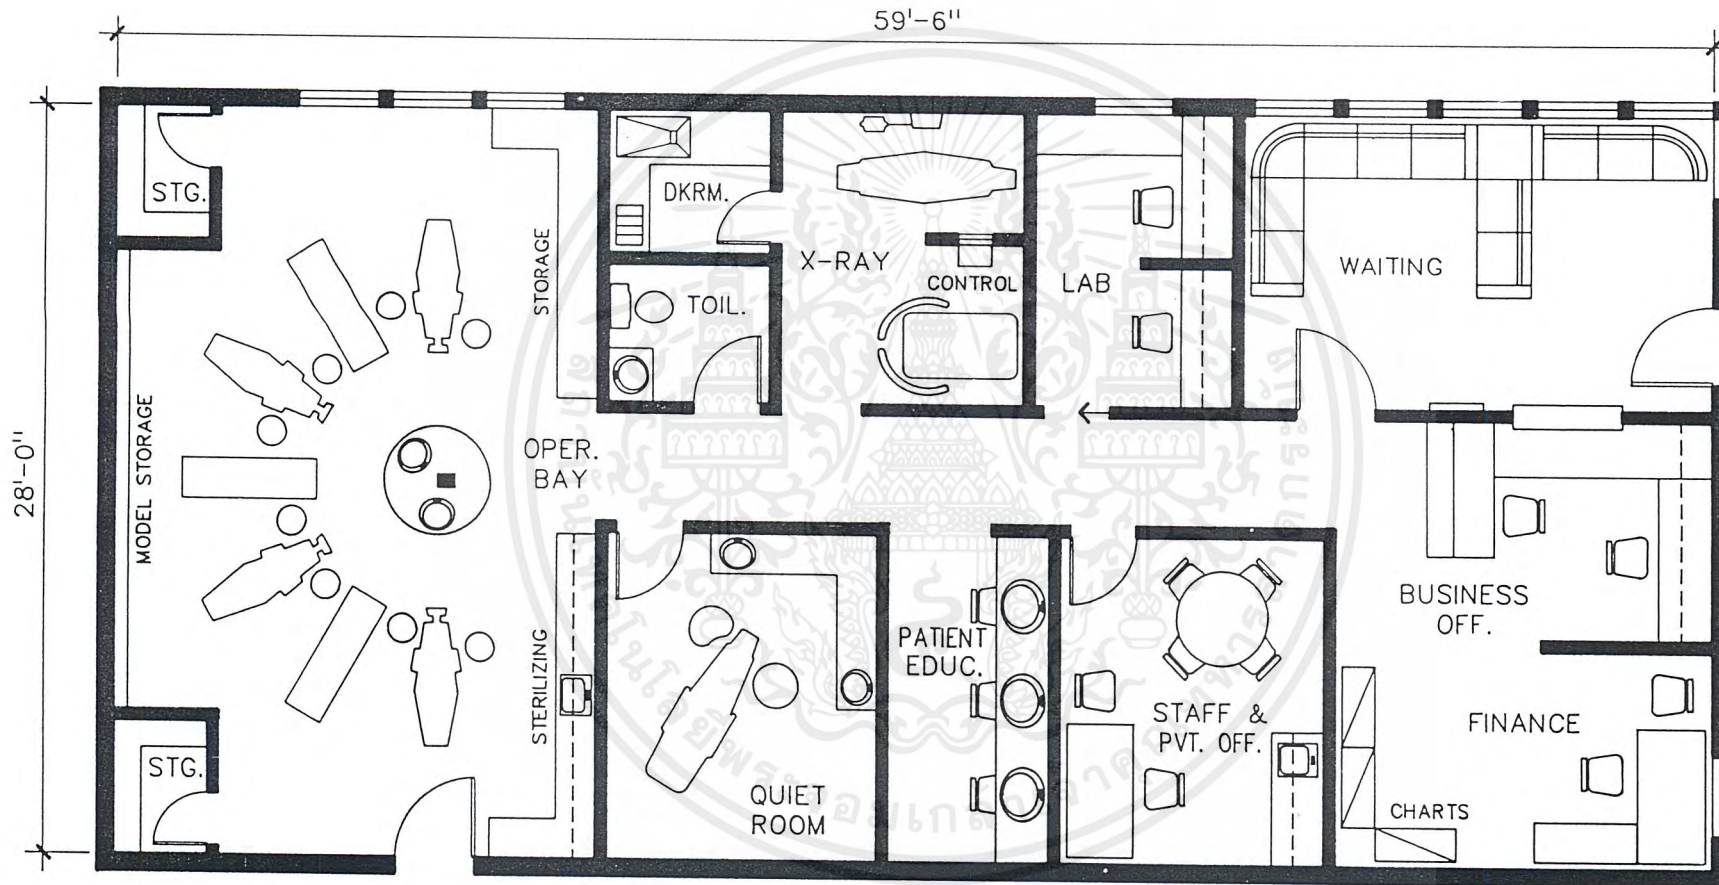 59'-6"
28'-0"
STG.
MODEL STORAGE
STG.
STORAGE
OPER.
BAY
STERILIZING
DKRM.
TOIL.
X-RAY
CONTROL
LAB
WAITING
QUIET
ROOM
PATIENT
EDUC.
STAFF &
PVT. OFF.
BUSINESS
OFF.
FINANCE
CHARTS